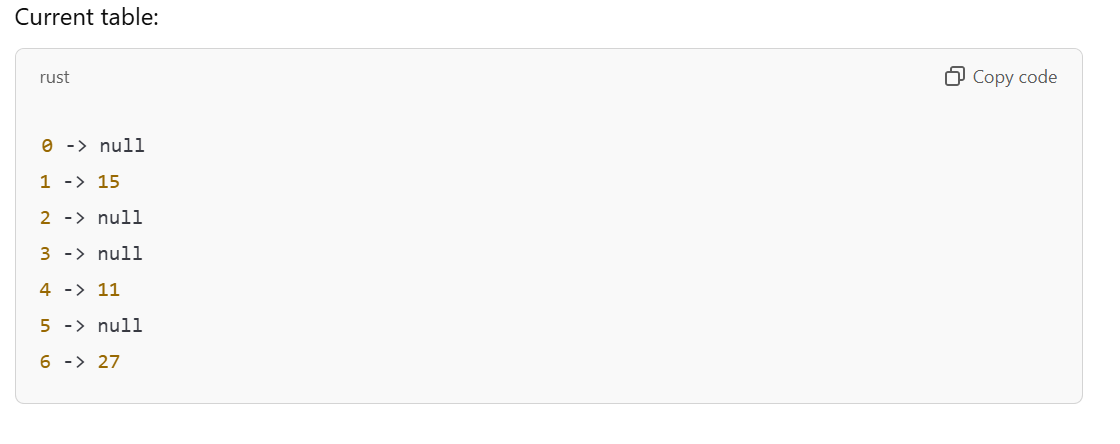 Current table:
rust
Copy code
0 -> null
1 -> 15
2 -> null
3 -> null
4 -> 11
5 -> null
6 -> 27